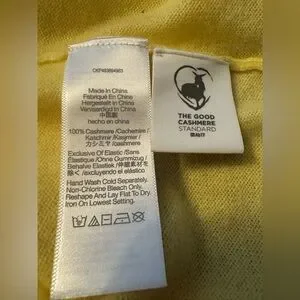 Made in China
Fabriqué En Chine
Hergestellt in China
Vervaardigd in China
中国製
hecho en china
100% Cashmere /Cachemire /
Kaschmir /Kasjmier /
カシミヤ /cashmere
Exclusive Of Elastic /Sans
Élastique /Ohne Gummizug /
Behalve Elastiek /伸縮部素材を
除く /excluyendo el elástico
Hand Wash Cold Separately.
Non-Chlorine Bleach Only.
Reshape And Lay Flat To Dry.
Iron On Lowest Setting.
THE GOOD
CASHMERE
STANDARD